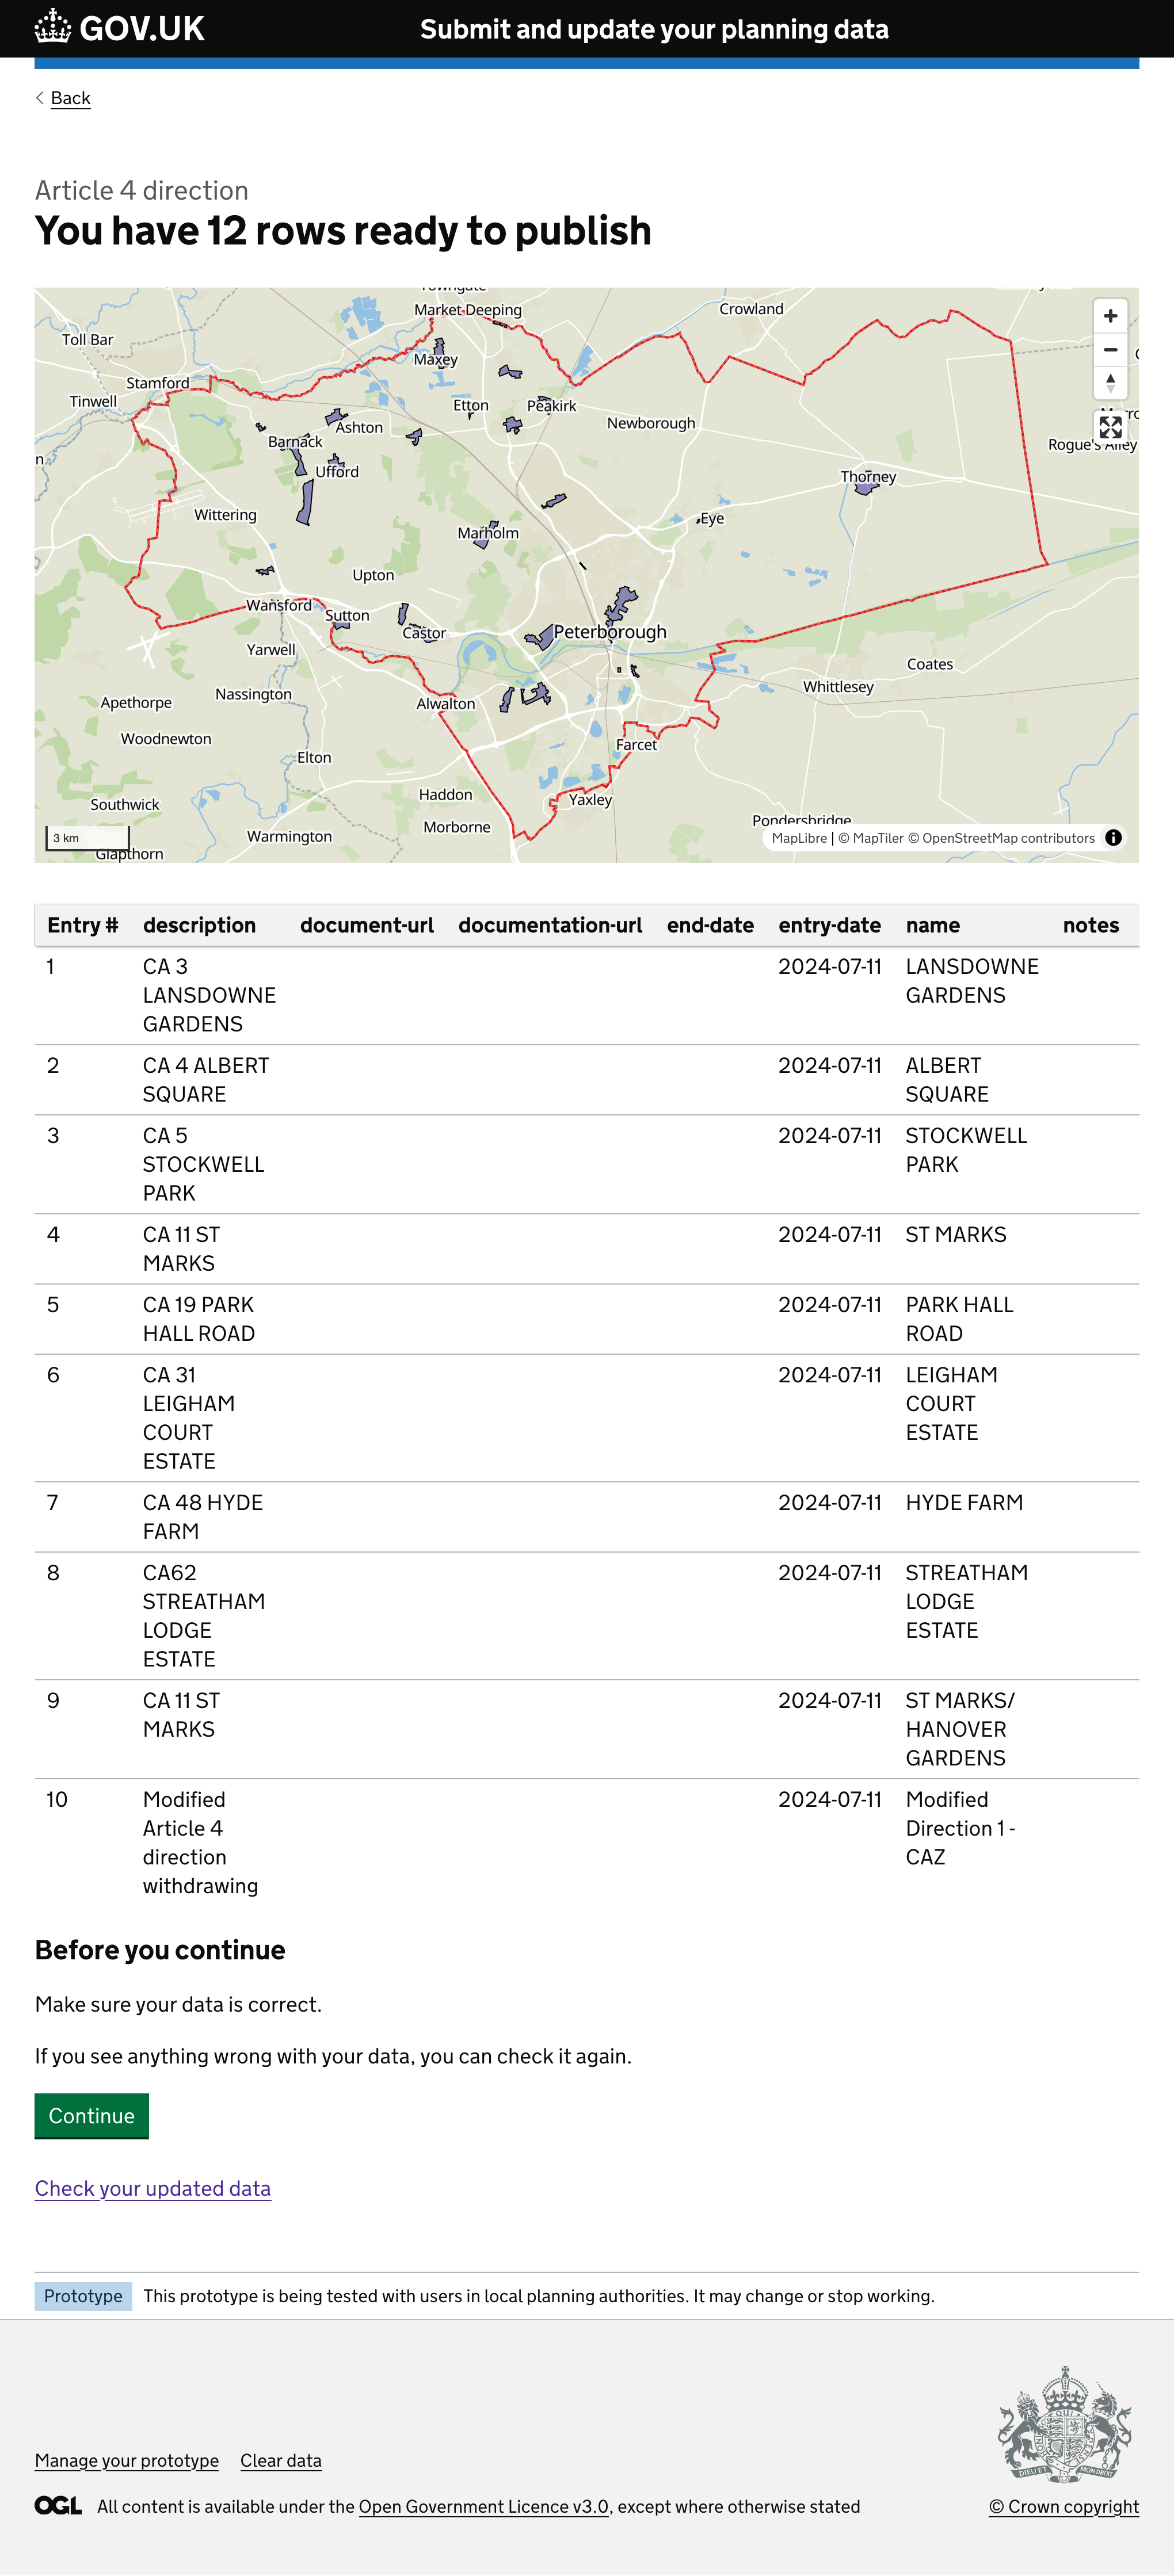 GOV.UK
Submit and update your planning data
Back
Article 4 direction
You have 12 rows ready to publish
Towngate
Market Deeping
Crowland
Toll Bar
Maxey
Stamford
Tinwell
Etton
Peakirk
Newborough
Ashton
Barnack
Rogue's Alley
Ufford
Thorney
Wittering
Eye
Marholm
Upton
Wansford
Sutton
Castor
Peterborough
Yarwell
Coates
Whittlesey
Nassington
Apethorpe
Alwalton
Woodnewton
Farcet
Elton
Haddon
Yaxley
Southwick
Pondersbridge
Morborne
Warmington
3 km
Glapthorn
MapLibre | © MapTiler © OpenStreetMap contributors
Entry # description document-url documentation-url end-date entry-date name notes
1 CA 3 2024-07-11 LANSDOWNE
LANSDOWNE GARDENS
GARDENS
2 CA 4 ALBERT 2024-07-11 ALBERT
SQUARE SQUARE
3 CA 5 2024-07-11 STOCKWELL
STOCKWELL PARK
PARK
4 CA 11 ST 2024-07-11 ST MARKS
MARKS
5 CA 19 PARK 2024-07-11 PARK HALL
HALL ROAD ROAD
6 CA 31 2024-07-11 LEIGHAM
LEIGHAM COURT
COURT ESTATE
ESTATE
7 CA 48 HYDE 2024-07-11 HYDE FARM
FARM
8 CA62 2024-07-11 STREATHAM
STREATHAM LODGE
LODGE ESTATE
ESTATE
9 CA 11 ST 2024-07-11 ST MARKS/
MARKS HANOVER
GARDENS
10 Modified 2024-07-11 Modified
Article 4 Direction 1 -
direction CAZ
withdrawing
Before you continue
Make sure your data is correct.
If you see anything wrong with your data, you can check it again.
Continue
Check your updated data
Prototype This prototype is being tested with users in local planning authorities. It may change or stop working.
DIEU ET MON DROIT
Manage your prototype Clear data
OGL All content is available under the Open Government Licence v3.0, except where otherwise stated
© Crown copyright